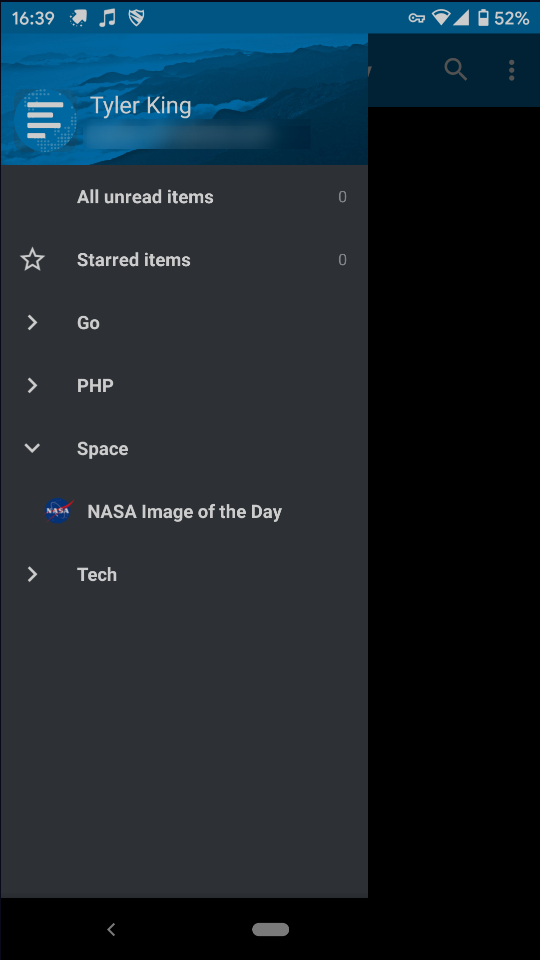 16:39
52%
Tyler King
All unread items 0
Starred items 0
Go
PHP
Space
NASA NASA Image of the Day
Tech